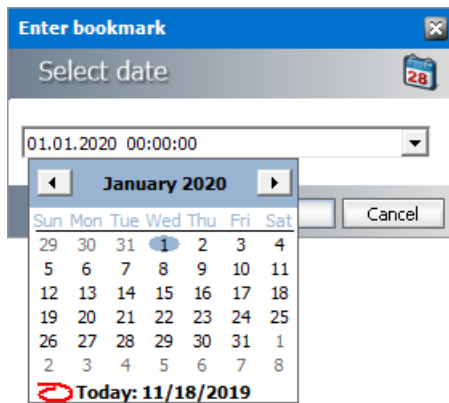 Enter bookmark
Select date
28
01.01.2020 00:00:00
January 2020
Cancel
Sun Mon Tue Wed Thu Fri Sat
29 30 31 1 2 3 4
5 6 7 8 9 10 11
12 13 14 15 16 17 18
19 20 21 22 23 24 25
26 27 28 29 30 31 1
2 3 4 5 6 7 8
Today: 11/18/2019